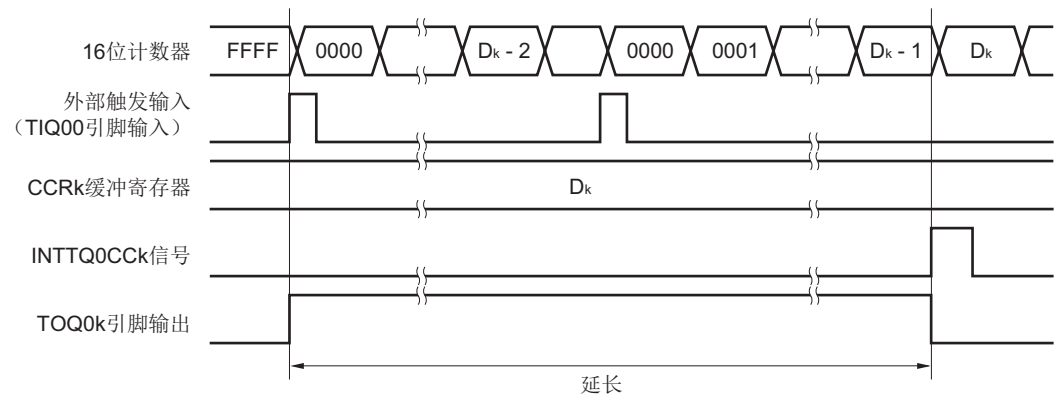 16位计数器 FFFF 0000 Dk - 2 0000 0001 Dk - 1 Dk
外部触发输入
（TIQ00引脚输入）
CCRk缓冲寄存器 Dk
INTTQ0CCk信号
TOQ0k引脚输出
延长